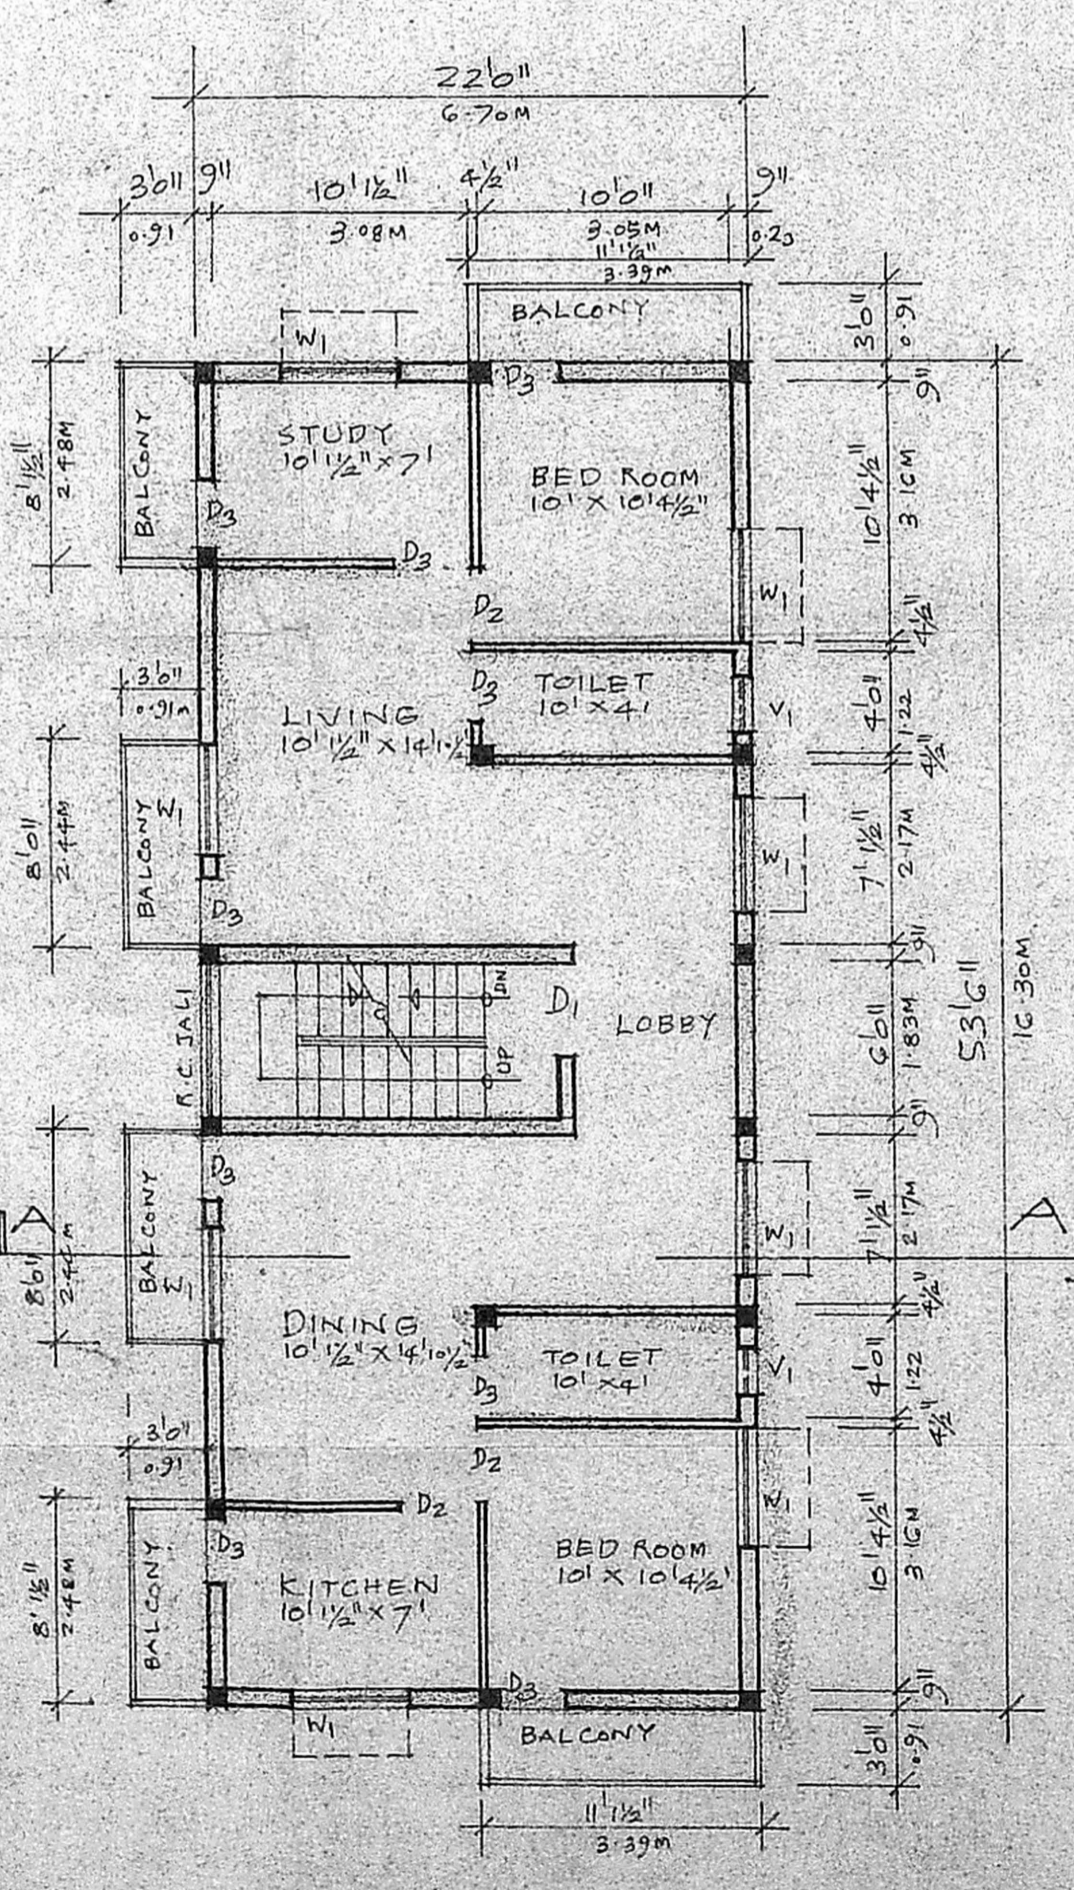 22'0"
6.70M
3'0" 9" 10'1½" 4½" 10'0" 9"
0.91 3.08M 3.05M 0.23
11'1½"
3.39M
BALCONY
3'0"
0.91
W1
D3
9"
8'1½"
2.48M
BALCONY
STUDY
10'1½" X 7'
BED ROOM
10' X 10'4½"
10'4½"
3.16M
D3
D3
D2
W1
4½"
3'0"
0.91M
D3
TOILET
10' X 4'
V1
4'0"
1.22
LIVING
10'1½" X 14'10½"
4½"
8'0"
2.44M
BALCONY
W1
W1
7'1½"
2.17M
D3
9"
R.C JALI
DN
UP
D1
LOBBY
6'0"
1.83M
53'6"
16.30M.
9"
D3
A
A
8'0"
BALCONY
W1
W1
7'1½"
2.17M
4½"
DINING
10'1½" X 14'10½"
TOILET
10' X 4'
D3
V1
4'0"
1.22
4½"
3'0"
0.91
D2
D2
W1
D3
8'1½"
2.48M
BALCONY
KITCHEN
10'1½" X 7'
BED ROOM
10' X 10'4½'
10'4½"
3.16M
D3
9"
W1
BALCONY
3'0"
0.91
11'1½"
3.39M